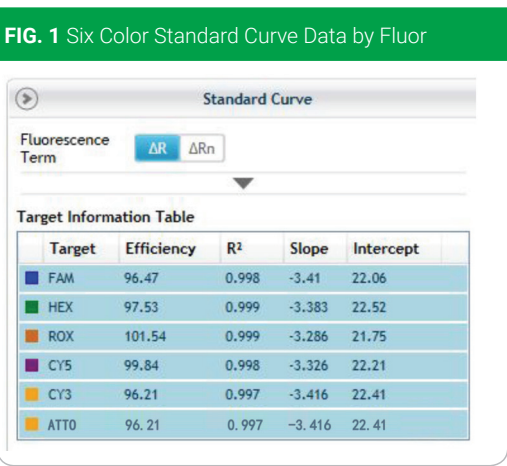 FIG. 1 Six Color Standard Curve Data by Fluor
Standard Curve
Fluorescence
Term
ΔR ΔRn
Target Information Table
Target Efficiency R² Slope Intercept
FAM 96.47 0.998 -3.41 22.06
HEX 97.53 0.999 -3.383 22.52
ROX 101.54 0.999 -3.286 21.75
CY5 99.84 0.998 -3.326 22.21
CY3 96.21 0.997 -3.416 22.41
ATTO 96. 21 0. 997 −3. 416 22. 41